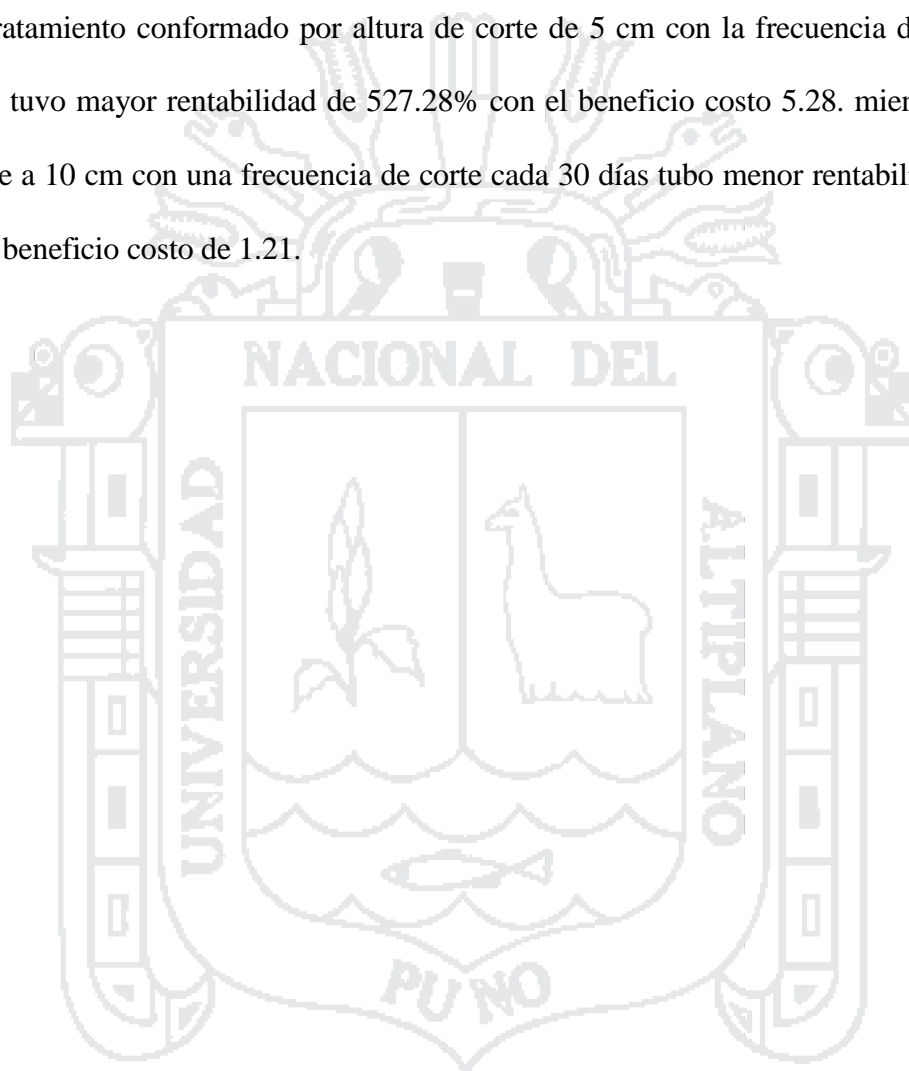 ratamiento conformado por altura de corte de 5 cm con la frecuencia d
tuvo mayor rentabilidad de 527.28% con el beneficio costo 5.28. mien
e a 10 cm con una frecuencia de corte cada 30 días tubo menor rentabili
beneficio costo de 1.21.
NACIONAL DEL
UNIVERSIDAD
ALTIPLANO
PUNO